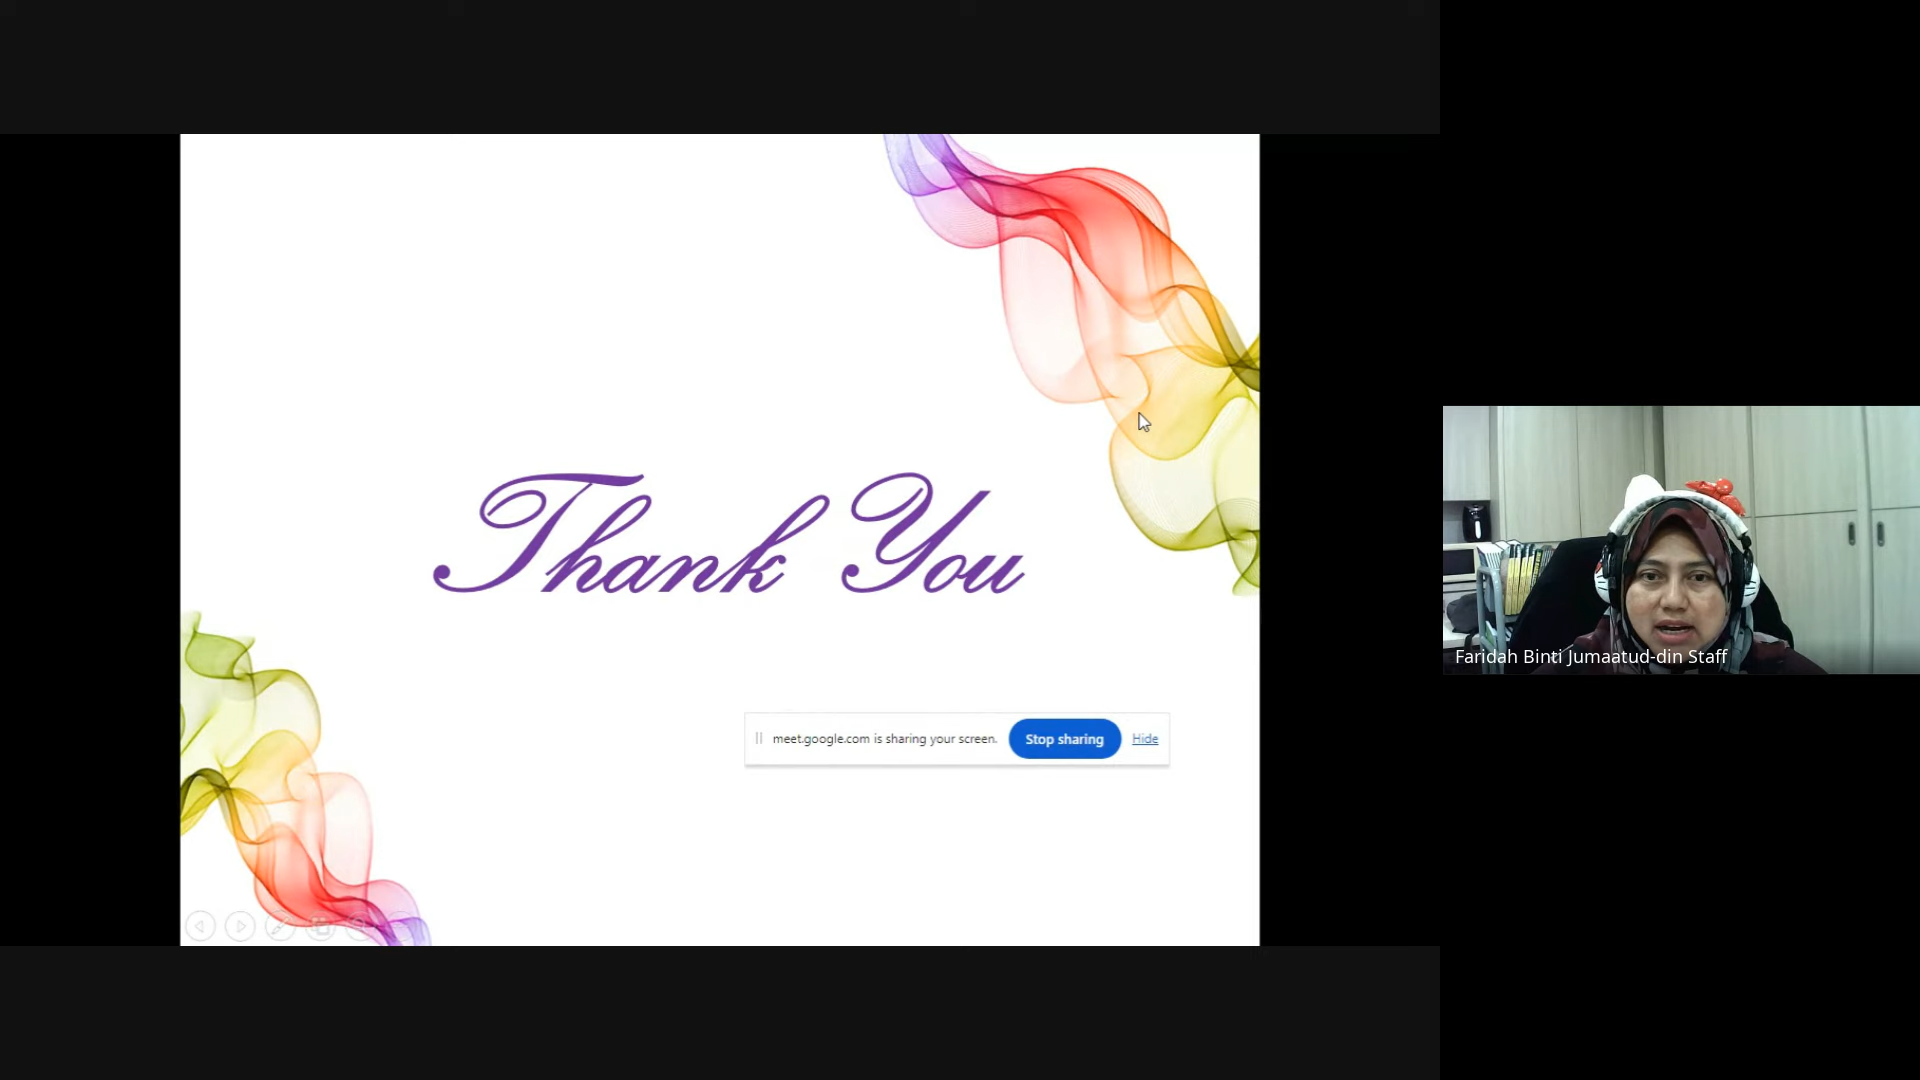 Thank You
meet.google.com is sharing your screen.
Stop sharing
Hide
Faridah Binti Jumaatud-din Staff